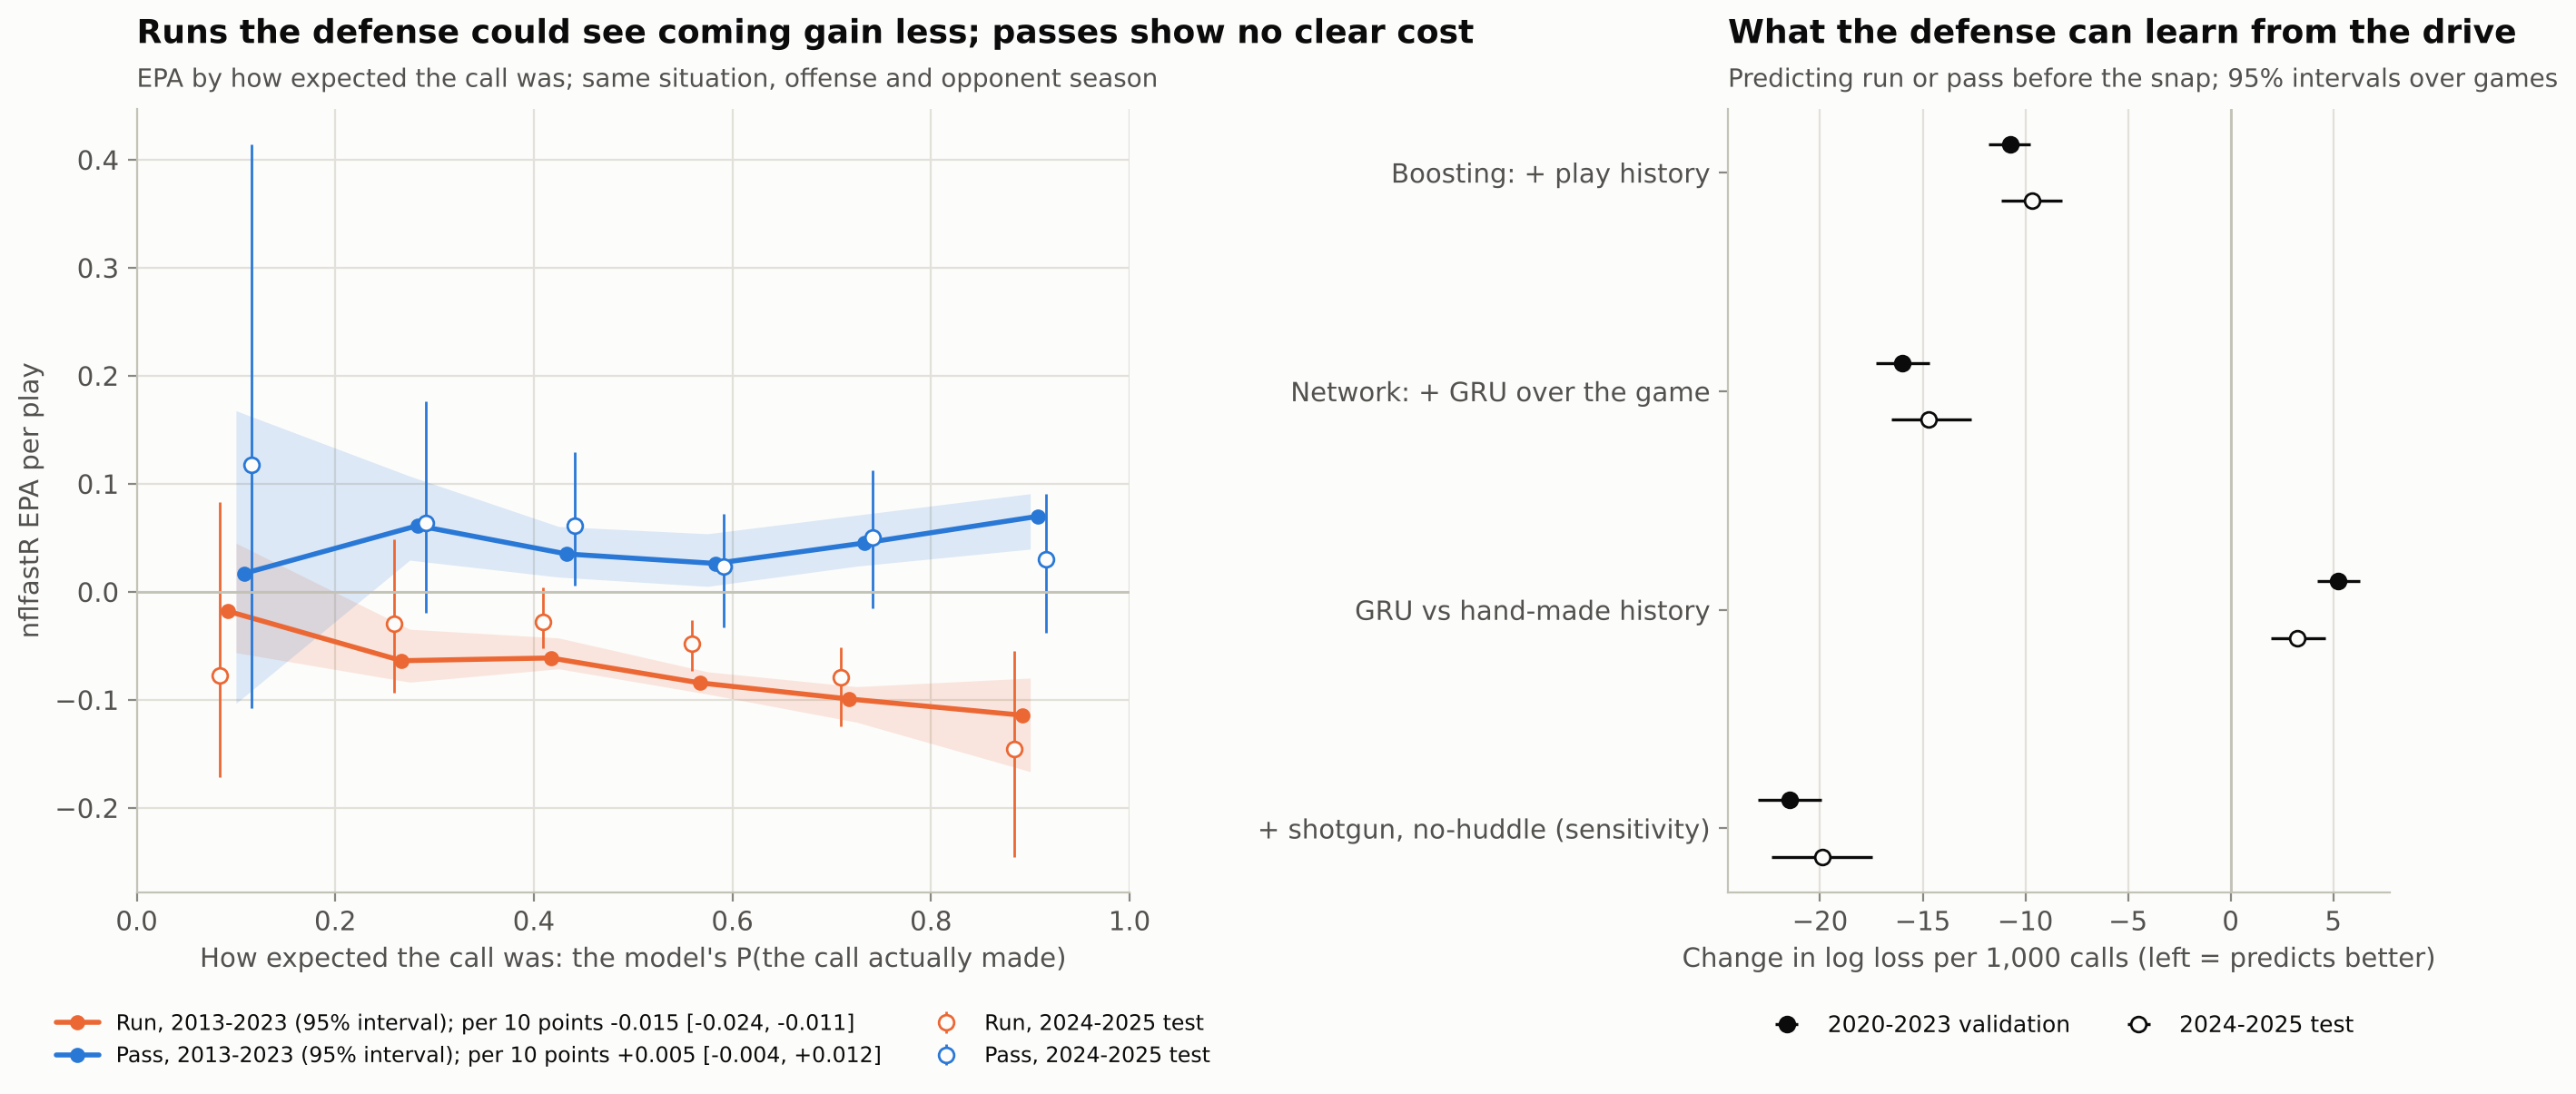 Runs the defense could see coming gain less; passes show no clear cost
EPA by how expected the call was; same situation, offense and opponent season
nflfastR EPA per play
0.4
0.3
0.2
0.1
0.0
−0.1
−0.2
0.0 0.2 0.4 0.6 0.8 1.0
How expected the call was: the model's P(the call actually made)
Run, 2013-2023 (95% interval); per 10 points -0.015 [-0.024, -0.011]
Pass, 2013-2023 (95% interval); per 10 points +0.005 [-0.004, +0.012]
Run, 2024-2025 test
Pass, 2024-2025 test
What the defense can learn from the drive
Predicting run or pass before the snap; 95% intervals over games
Boosting: + play history
Network: + GRU over the game
GRU vs hand-made history
+ shotgun, no-huddle (sensitivity)
−20 −15 −10 −5 0 5
Change in log loss per 1,000 calls (left = predicts better)
2020-2023 validation
2024-2025 test